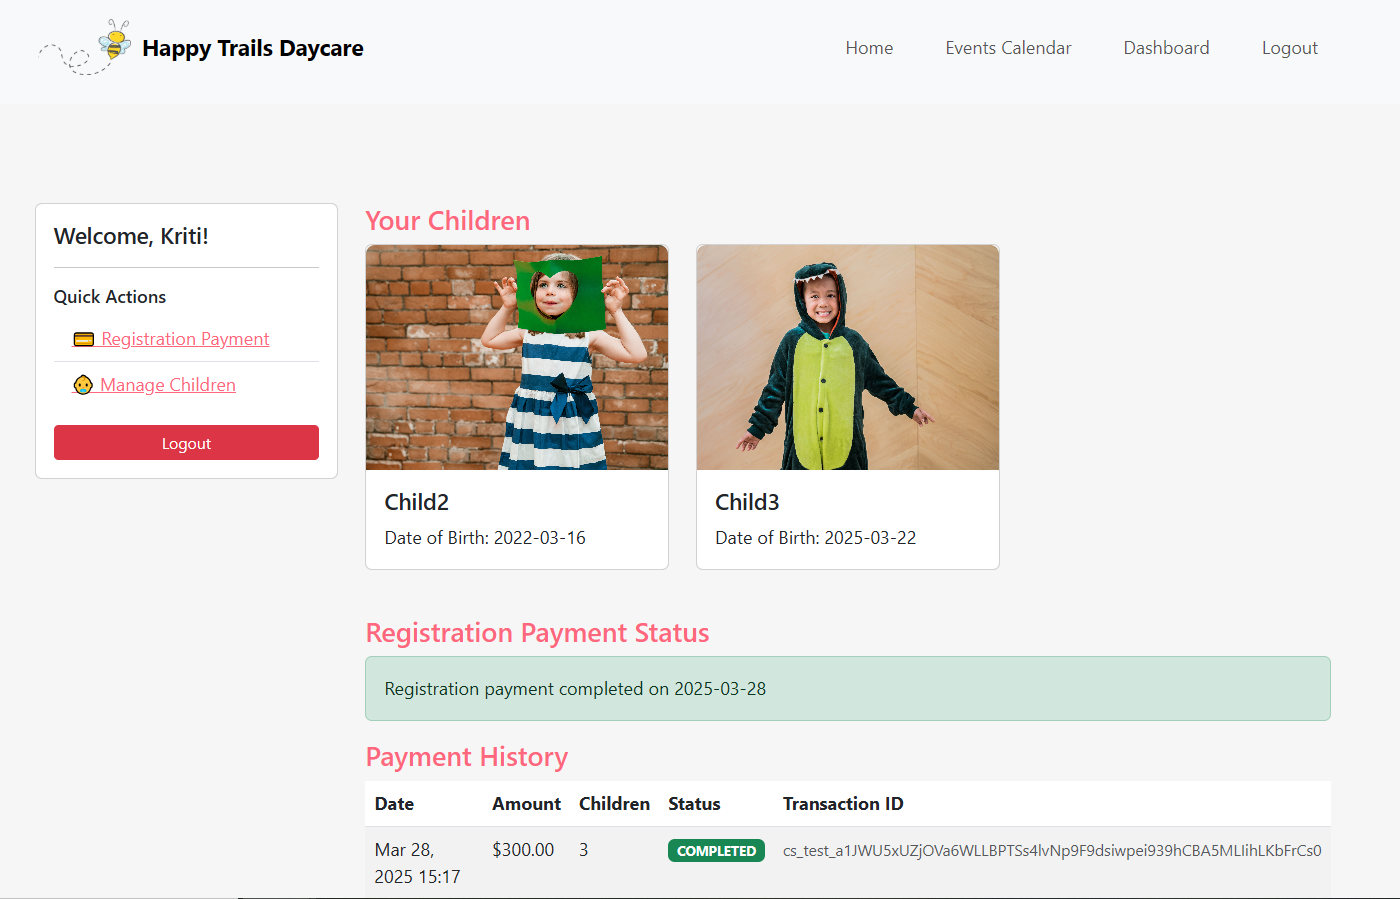 Happy Trails Daycare
Home
Events Calendar
Dashboard
Logout
Welcome, Kriti!
Quick Actions
Registration Payment
Manage Children
Logout
Your Children
Child2
Date of Birth: 2022-03-16
Child3
Date of Birth: 2025-03-22
Registration Payment Status
Registration payment completed on 2025-03-28
Payment History
Date Amount Children Status Transaction ID
Mar 28, $300.00 3 COMPLETED cs_test_a1JWU5xUZjOVa6WLLBPTSs4lvNp9F9dsiwpei939hCBA5MLIihLKbFrCs0
2025 15:17